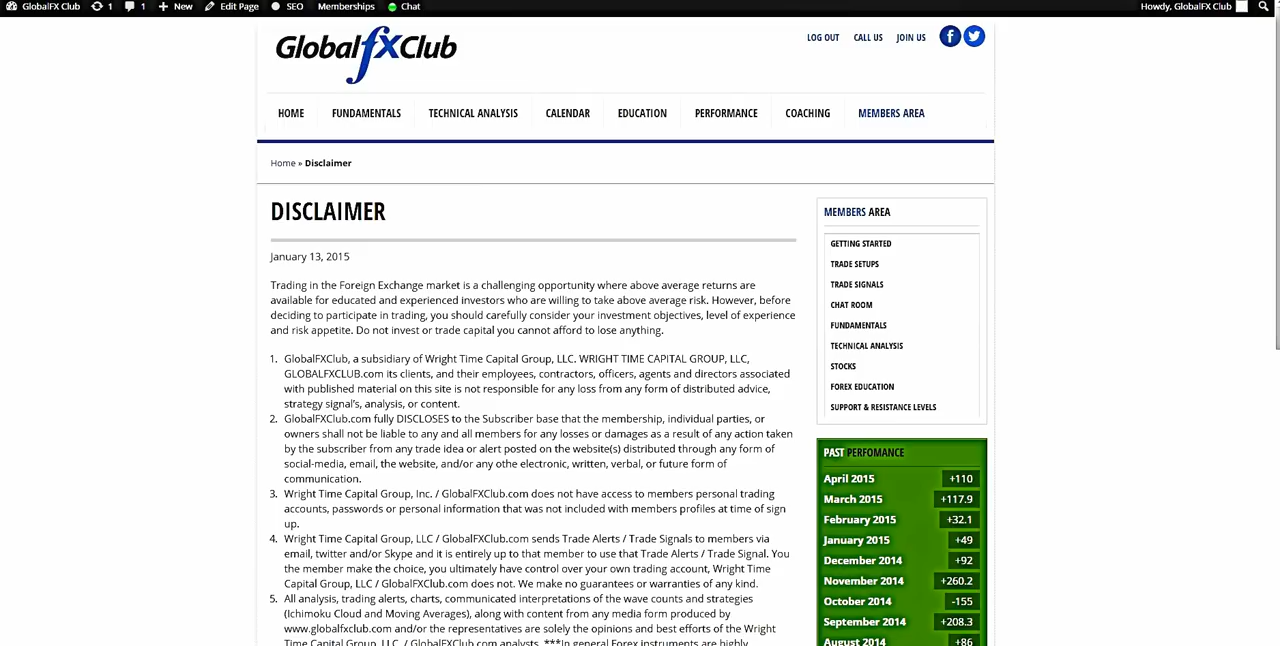 GlobalFX Club 1 1 New Edit Page SEO Memberships Chat Howdy, GlobalFX Club
GlobalfxClub
LOG OUT CALL US JOIN US
HOME FUNDAMENTALS TECHNICAL ANALYSIS CALENDAR EDUCATION PERFORMANCE COACHING MEMBERS AREA
Home » Disclaimer
DISCLAIMER
January 13, 2015
Trading in the Foreign Exchange market is a challenging opportunity where above average returns are
available for educated and experienced investors who are willing to take above average risk. However, before
deciding to participate in trading, you should carefully consider your investment objectives, level of experience
and risk appetite. Do not invest or trade capital you cannot afford to lose anything.
1. GlobalFXClub, a subsidiary of Wright Time Capital Group, LLC. WRIGHT TIME CAPITAL GROUP, LLC,
GLOBALFXCLUB.com its clients, and their employees, contractors, officers, agents and directors associated
with published material on this site is not responsible for any loss from any form of distributed advice,
strategy signal's, analysis, or content.
2. GlobalFXClub.com fully DISCLOSES to the Subscriber base that the membership, individual parties, or
owners shall not be liable to any and all members for any losses or damages as a result of any action taken
by the subscriber from any trade idea or alert posted on the website(s) distributed through any form of
social-media, email, the website, and/or any othe electronic, written, verbal, or future form of
communication.
3. Wright Time Capital Group, Inc. / GlobalFXClub.com does not have access to members personal trading
accounts, passwords or personal information that was not included with members profiles at time of sign
up.
4. Wright Time Capital Group, LLC / GlobalFXClub.com sends Trade Alerts / Trade Signals to members via
email, twitter and/or Skype and it is entirely up to that member to use that Trade Alerts / Trade Signal. You
the member make the choice, you ultimately have control over your own trading account, Wright Time
Capital Group, LLC / GlobalFXClub.com does not. We make no guarantees or warranties of any kind.
5. All analysis, trading alerts, charts, communicated interpretations of the wave counts and strategies
(Ichimoku Cloud and Moving Averages), along with content from any media form produced by
www.globalfxclub.com and/or the representatives are solely the opinions and best efforts of the Wright
Time Capital Group, LLC. / GlobalFXClub.com analysts. ***In general Forex instruments are highly
MEMBERS AREA
GETTING STARTED
TRADE SETUPS
TRADE SIGNALS
CHAT ROOM
FUNDAMENTALS
TECHNICAL ANALYSIS
STOCKS
FOREX EDUCATION
SUPPORT & RESISTANCE LEVELS
PAST PERFOMANCE
April 2015 +110
March 2015 +117.9
February 2015 +32.1
January 2015 +49
December 2014 +92
November 2014 +260.2
October 2014 -155
September 2014 +208.3
August 2014 +86